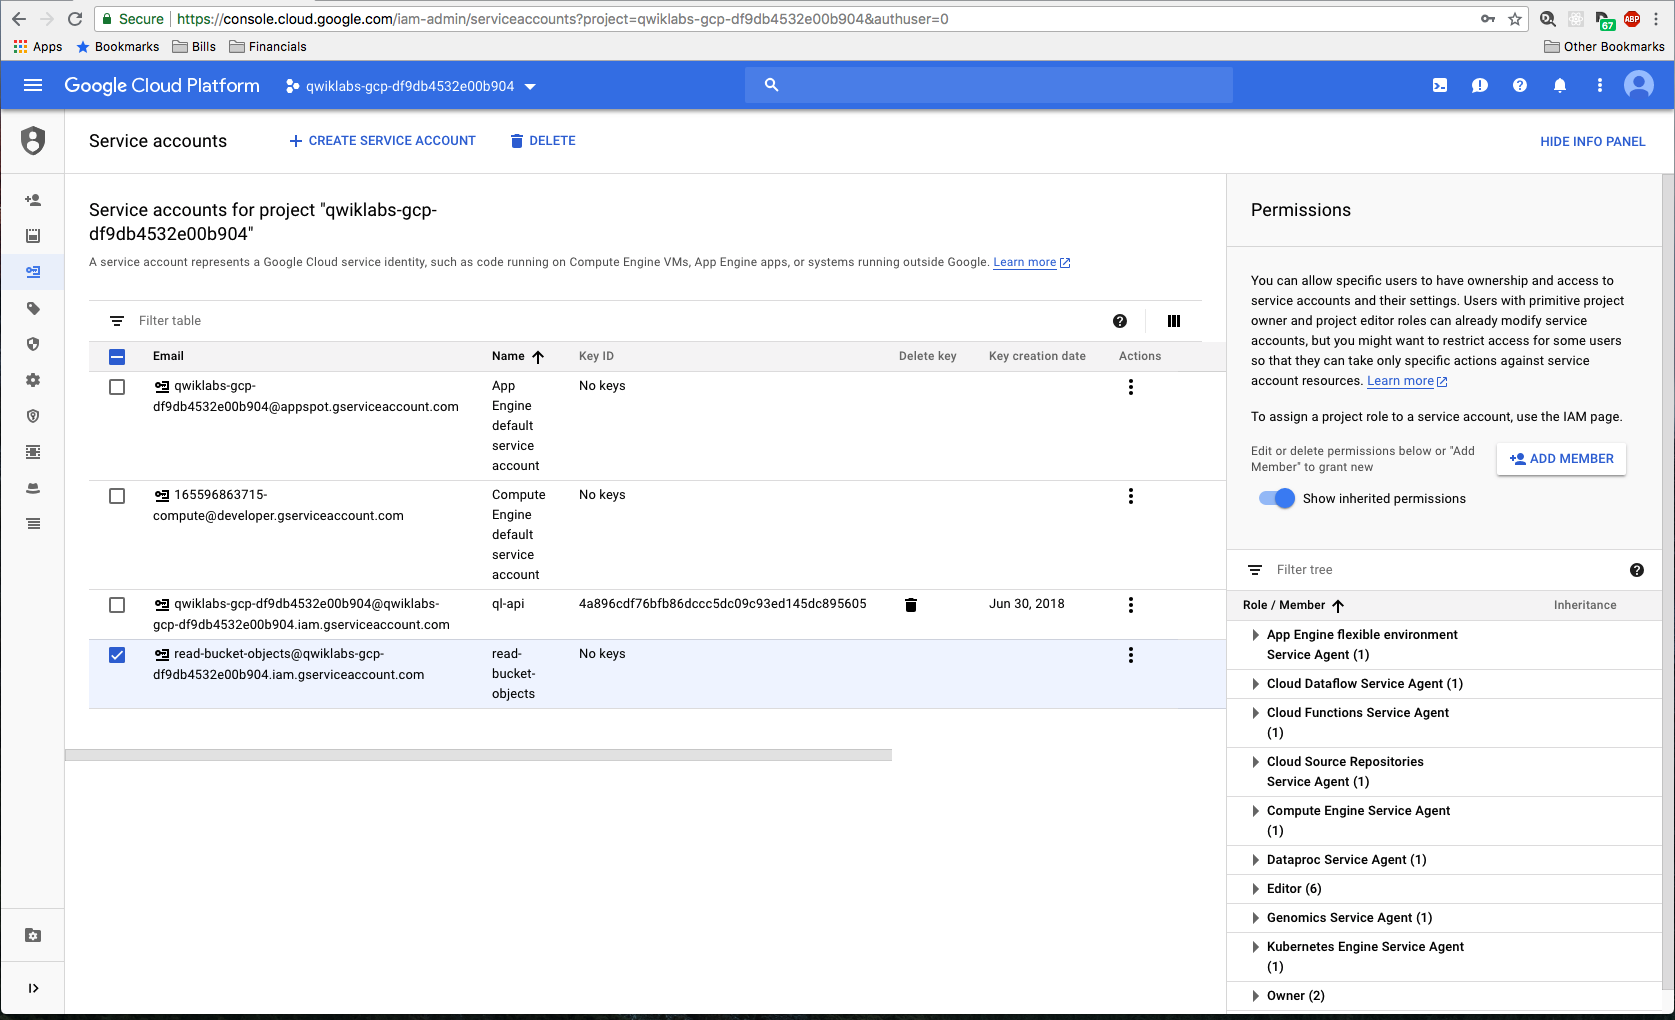 Secure
https://console.cloud.google.com/iam-admin/serviceaccounts?project=qwiklabs-gcp-df9db4532e00b904&authuser=0
67
ABP
Apps
Bookmarks
Bills
Financials
Other Bookmarks
Google Cloud Platform
qwiklabs-gcp-df9db4532e00b904
Service accounts
CREATE SERVICE ACCOUNT
DELETE
HIDE INFO PANEL
Service accounts for project "qwiklabs-gcp-
df9db4532e00b904"
A service account represents a Google Cloud service identity, such as code running on Compute Engine VMs, App Engine apps, or systems running outside Google. Learn more
Filter table
Email
Name
Key ID
Delete key
Key creation date
Actions
qwiklabs-gcp-
df9db4532e00b904@appspot.gserviceaccount.com
App
Engine
default
service
account
No keys
165596863715-
compute@developer.gserviceaccount.com
Compute
Engine
default
service
account
No keys
qwiklabs-gcp-df9db4532e00b904@qwiklabs-
gcp-df9db4532e00b904.iam.gserviceaccount.com
ql-api
4a896cdf76bfb86dccc5dc09c93ed145dc895605
Jun 30, 2018
read-bucket-objects@qwiklabs-gcp-
df9db4532e00b904.iam.gserviceaccount.com
read-
bucket-
objects
No keys
Permissions
You can allow specific users to have ownership and access to
service accounts and their settings. Users with primitive project
owner and project editor roles can already modify service
accounts, but you might want to restrict access for some users
so that they can take only specific actions against service
account resources. Learn more
To assign a project role to a service account, use the IAM page.
Edit or delete permissions below or "Add
Member" to grant new
ADD MEMBER
Show inherited permissions
Filter tree
Role / Member
Inheritance
App Engine flexible environment
Service Agent (1)
Cloud Dataflow Service Agent (1)
Cloud Functions Service Agent
(1)
Cloud Source Repositories
Service Agent (1)
Compute Engine Service Agent
(1)
Dataproc Service Agent (1)
Editor (6)
Genomics Service Agent (1)
Kubernetes Engine Service Agent
(1)
Owner (2)